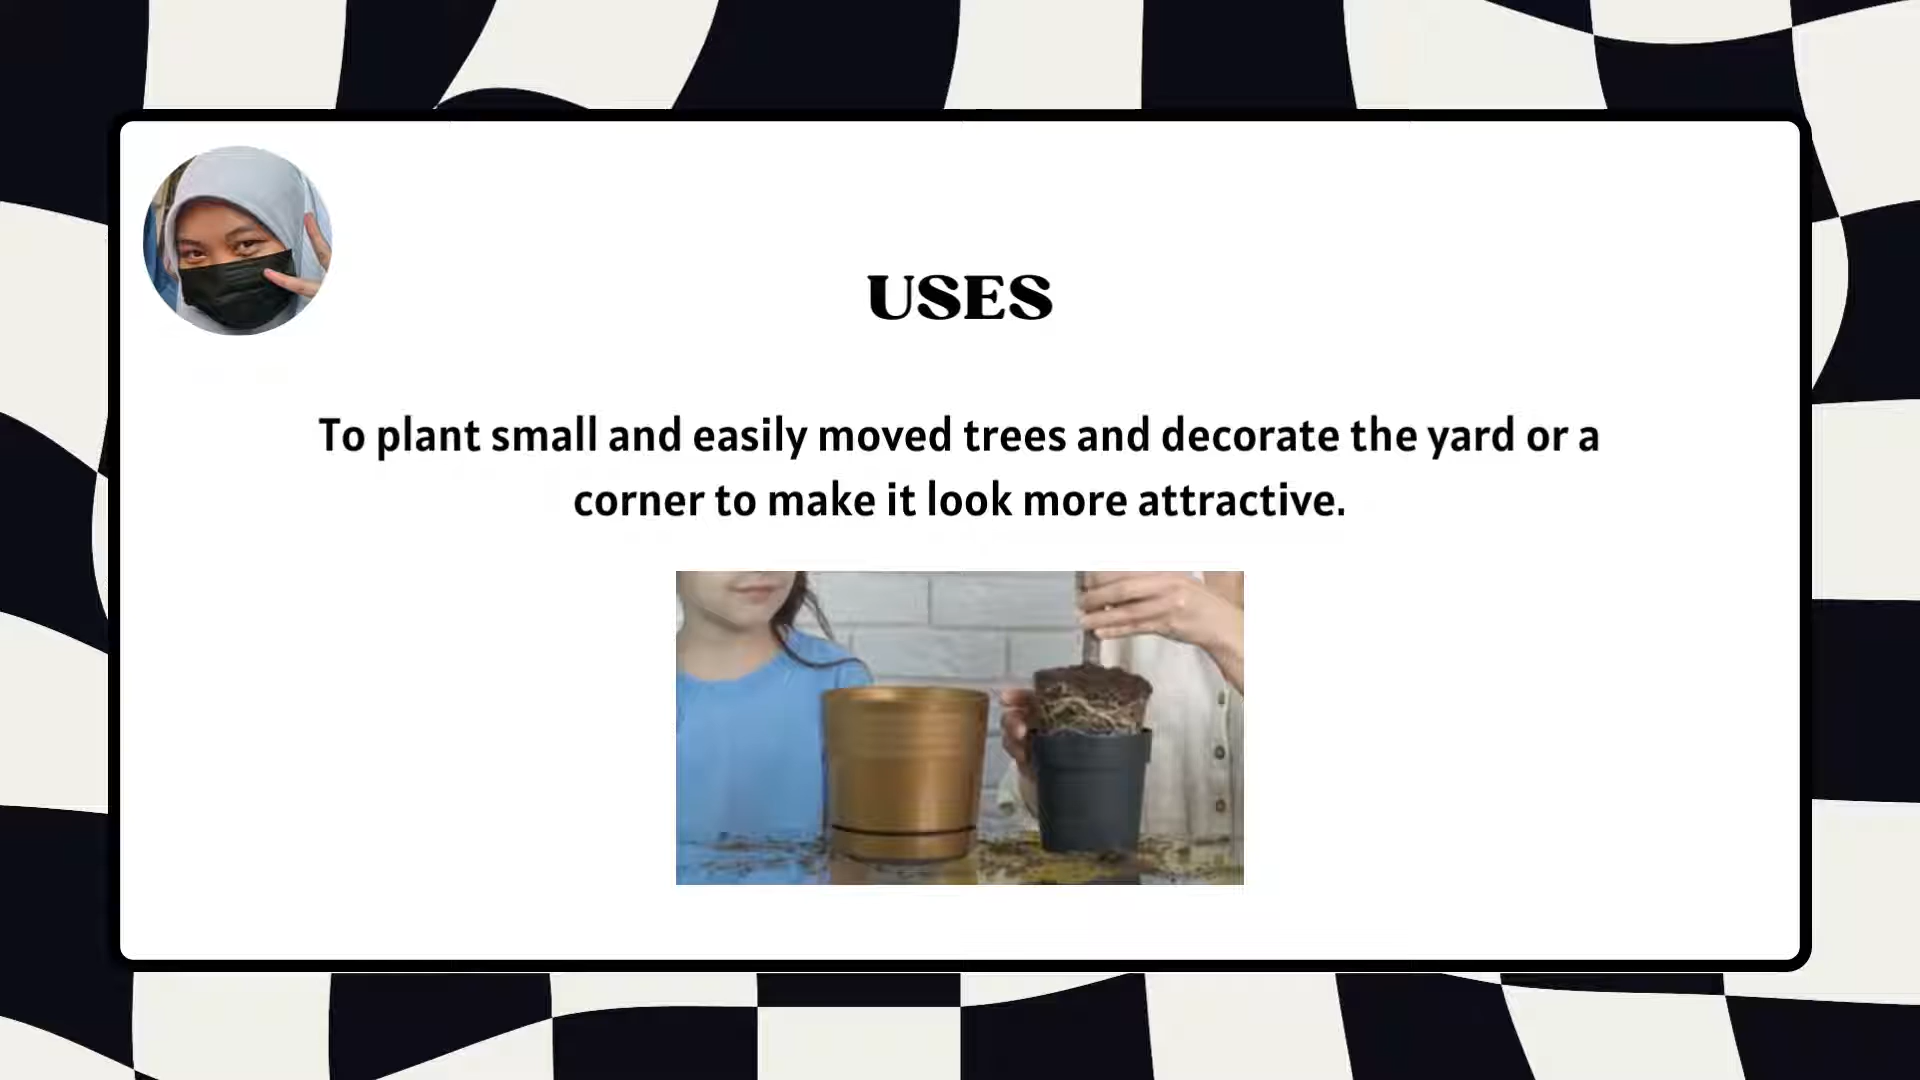 USES
To plant small and easily moved trees and decorate the yard or a
corner to make it look more attractive.